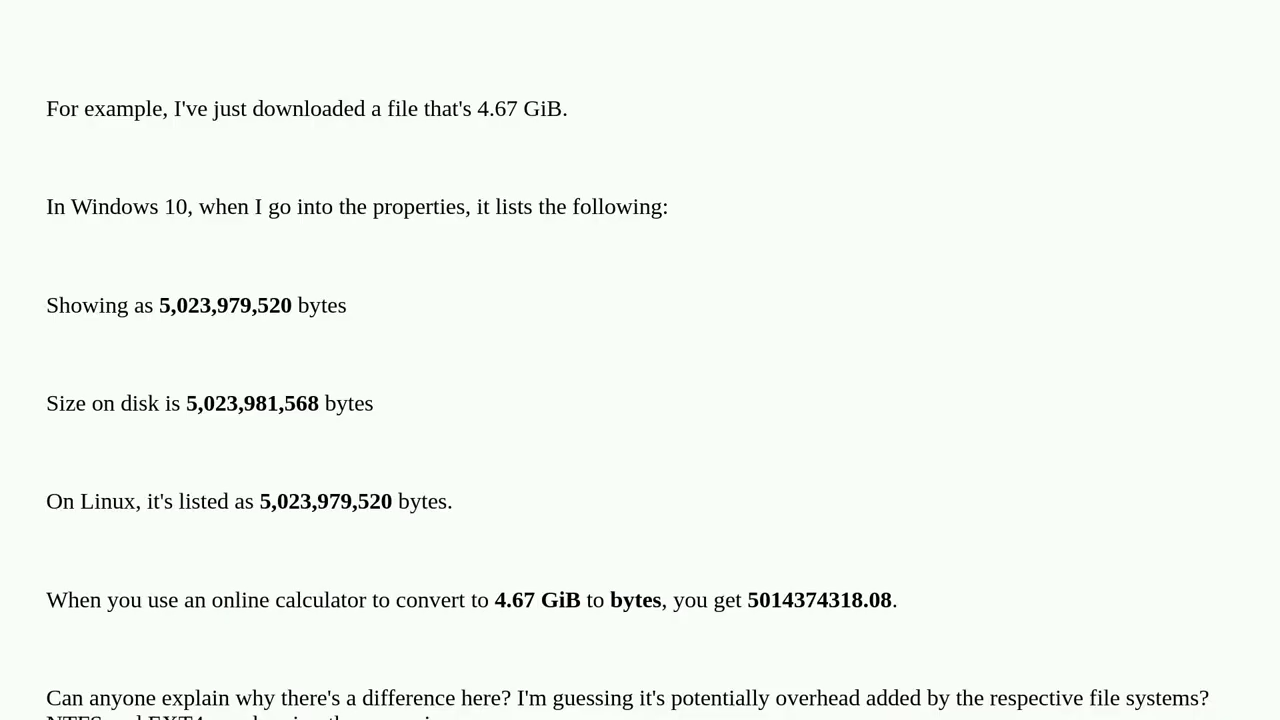 For example, I've just downloaded a file that's 4.67 GiB.
In Windows 10, when I go into the properties, it lists the following:
Showing as 5,023,979,520 bytes
Size on disk is 5,023,981,568 bytes
On Linux, it's listed as 5,023,979,520 bytes.
When you use an online calculator to convert to 4.67 GiB to bytes, you get 5014374318.08.
Can anyone explain why there's a difference here? I'm guessing it's potentially overhead added by the respective file systems?